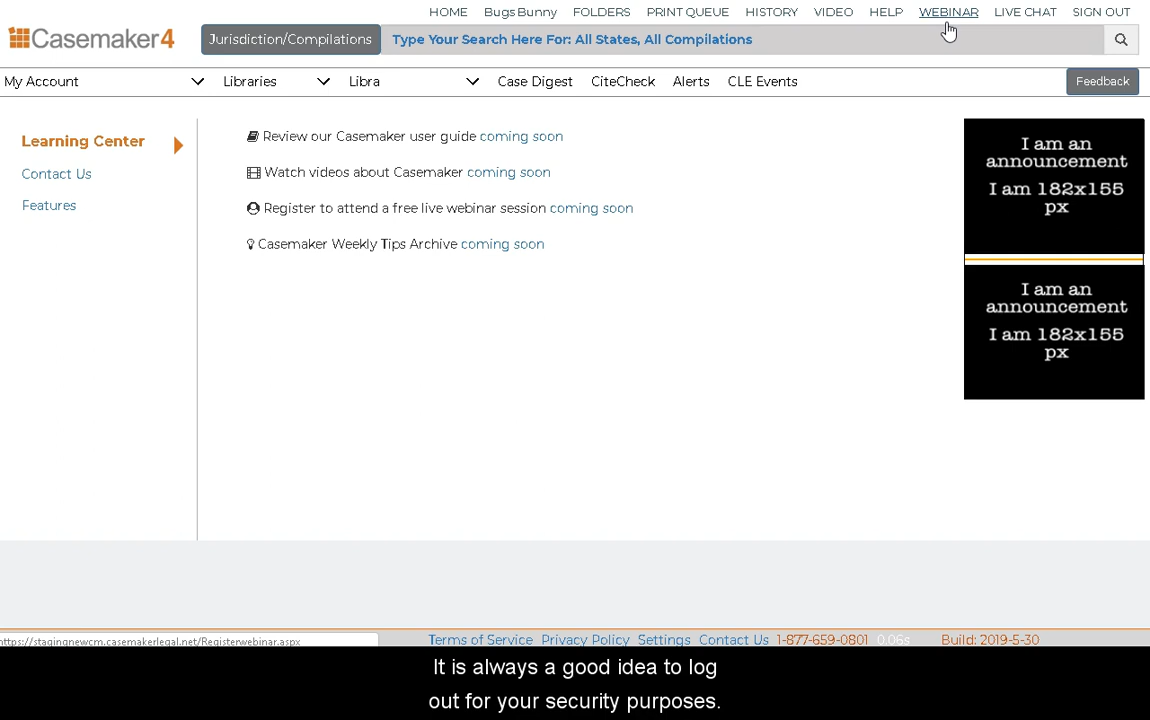 HOME Bugs Bunny FOLDERS PRINT QUEUE HISTORY VIDEO HELP WEBINAR LIVE CHAT SIGN OUT
Casemaker4 Jurisdiction/Compilations Type Your Search Here For: All States, All Compilations
My Account Libraries Libra Case Digest CiteCheck Alerts CLE Events Feedback
Learning Center
Contact Us
Features
Review our Casemaker user guide coming soon
Watch videos about Casemaker coming soon
Register to attend a free live webinar session coming soon
Casemaker Weekly Tips Archive coming soon
I am an
announcement
I am 182x155
px
I am an
announcement
I am 182x155
px
https://stagingnewcm.casemakerlegal.net/Registerwebinar.aspx
Terms of Service Privacy Policy Settings Contact Us 1-877-659-0801 0.06s Build: 2019-5-30
It is always a good idea to log
out for your security purposes.